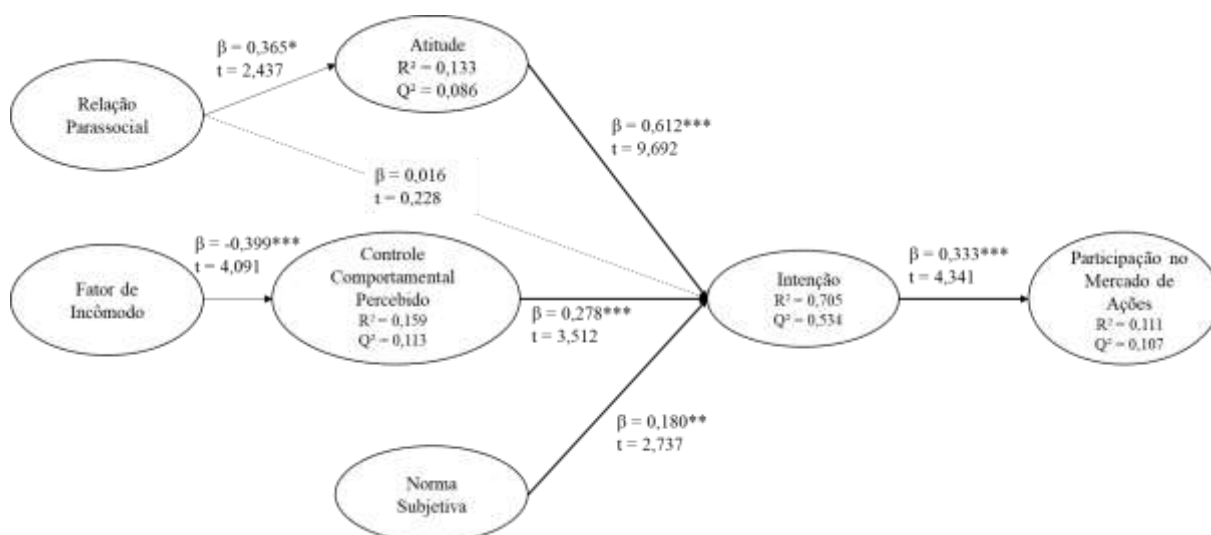 β = 0,365*
t = 2,437
Atitude
R² = 0,133
Q² = 0,086
Relação
Parassocial
β = 0,612***
t = 9,692
β = 0,016
t = 0,228
β = -0,399***
t = 4,091
Controle
Comportamental
Percebido
R² = 0,159
Q² = 0,113
Fator de
Incômodo
β = 0,278***
t = 3,512
Intenção
R² = 0,705
Q² = 0,534
β = 0,333***
t = 4,341
Participação no
Mercado de
Ações
R² = 0.111
Q² = 0,107
β = 0,180**
t = 2,737
Norma
Subjetiva